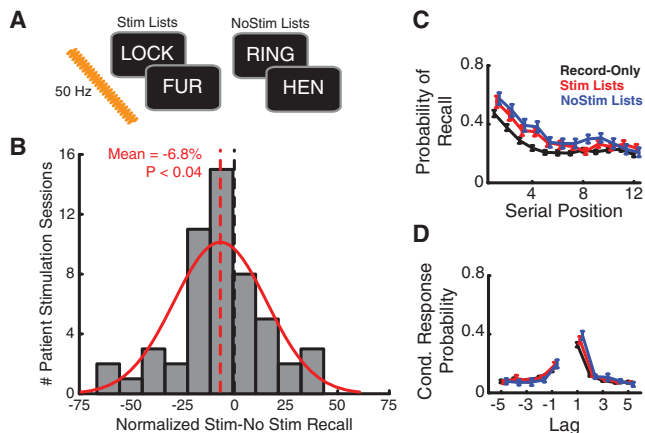 A
Stim Lists
NoStim Lists
LOCK
FUR
RING
HEN
50 Hz
B
Mean = -6.8%
P < 0.04
# Patient Stimulation Sessions
16
12
8
4
0
-75
-50
-25
0
25
50
75
Normalized Stim-No Stim Recall
C
Probability of
Recall
0.8
0.4
0
Record-Only
Stim Lists
NoStim Lists
4
8
12
Serial Position
D
Cond. Response
Probability
0.8
0.4
0
-5
-3
-1
1
3
5
Lag